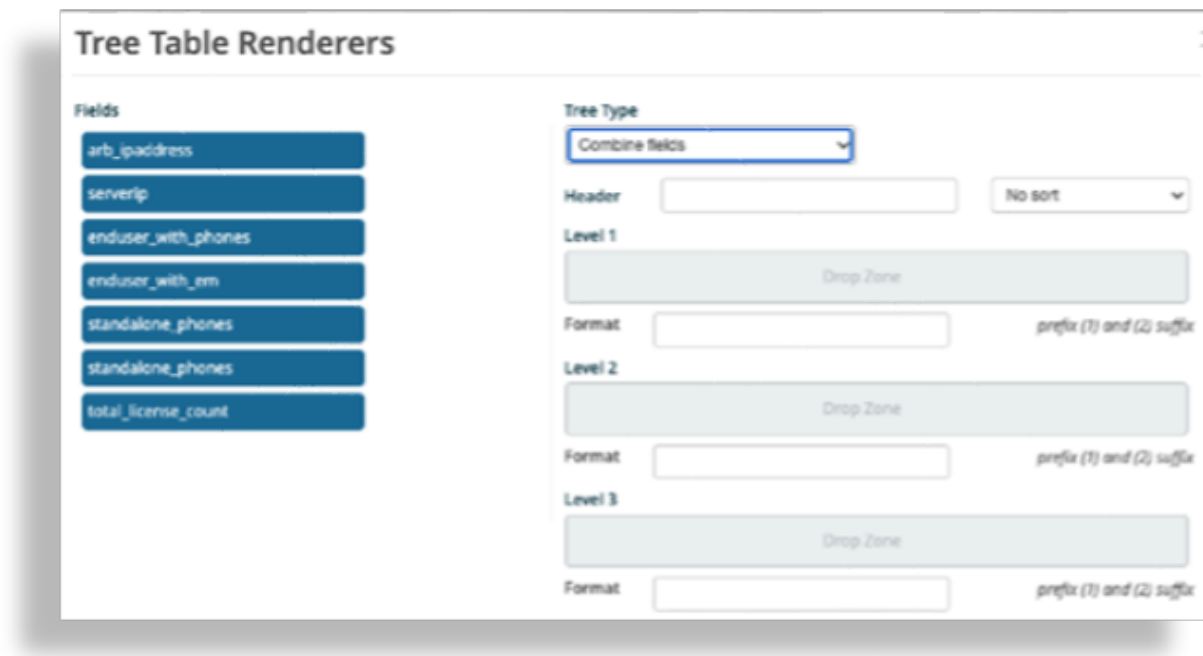 Tree Table Renderers
Fields
arb_ipaddress
serverip
enduser_with_phones
enduser_with_em
standalone_phones
standalone_phones
total_license_count
Tree Type
Combine fields
Header
No sort
Level 1
Drop Zone
Format
prefix (1) and (2) suffix
Level 2
Drop Zone
Format
prefix (1) and (2) suffix
Level 3
Drop Zone
Format
prefix (1) and (2) suffix